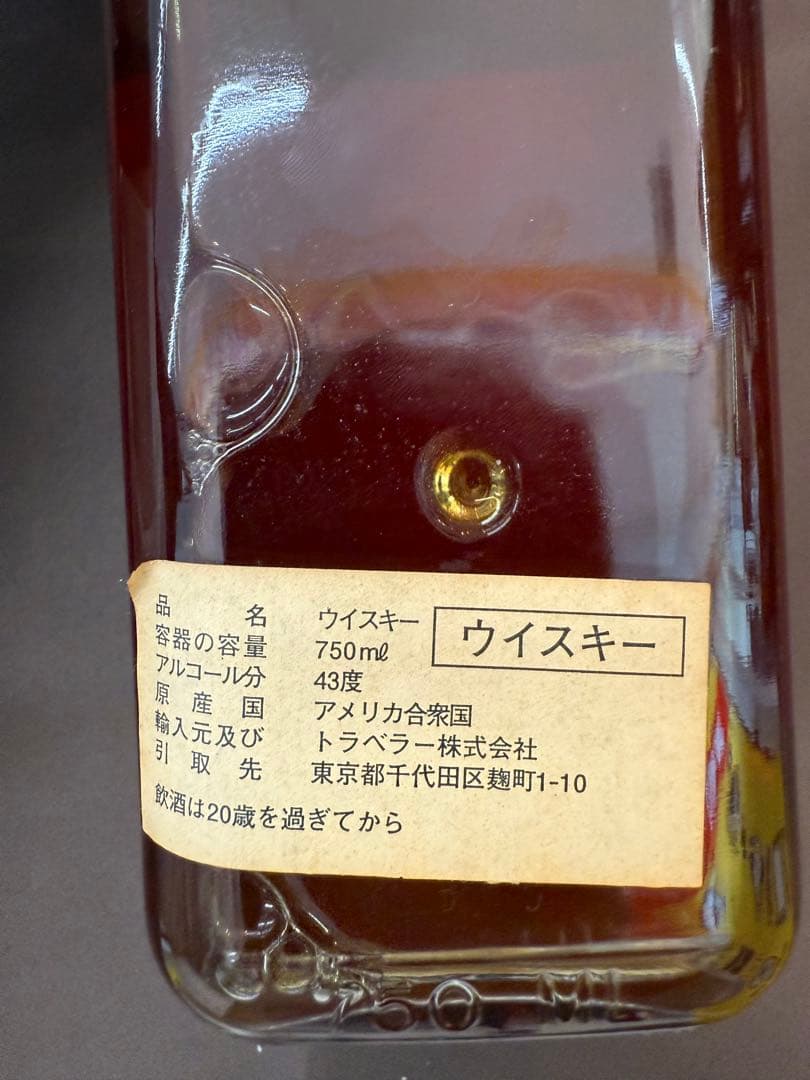 品名 ウイスキー
ウイスキー
容器の容量 750mℓ
アルコール分 43度
原産国 アメリカ合衆国
輸入元及び トラベラー株式会社
引取先 東京都千代田区麹町1-10
飲酒は20歳を過ぎてから
750 ML